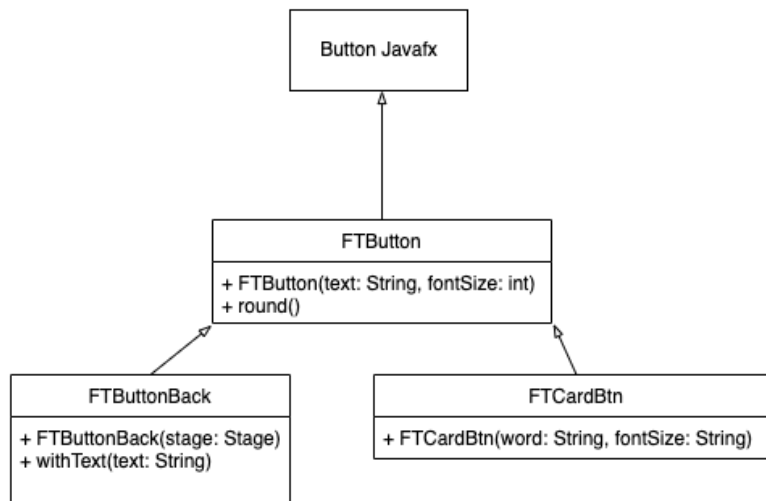 Button Javafx
FTButton
+ FTButton(text: String, fontSize: int)
+ round()
FTButtonBack
+ FTButtonBack(stage: Stage)
+ withText(text: String)
FTCardBtn
+ FTCardBtn(word: String, fontSize: String)